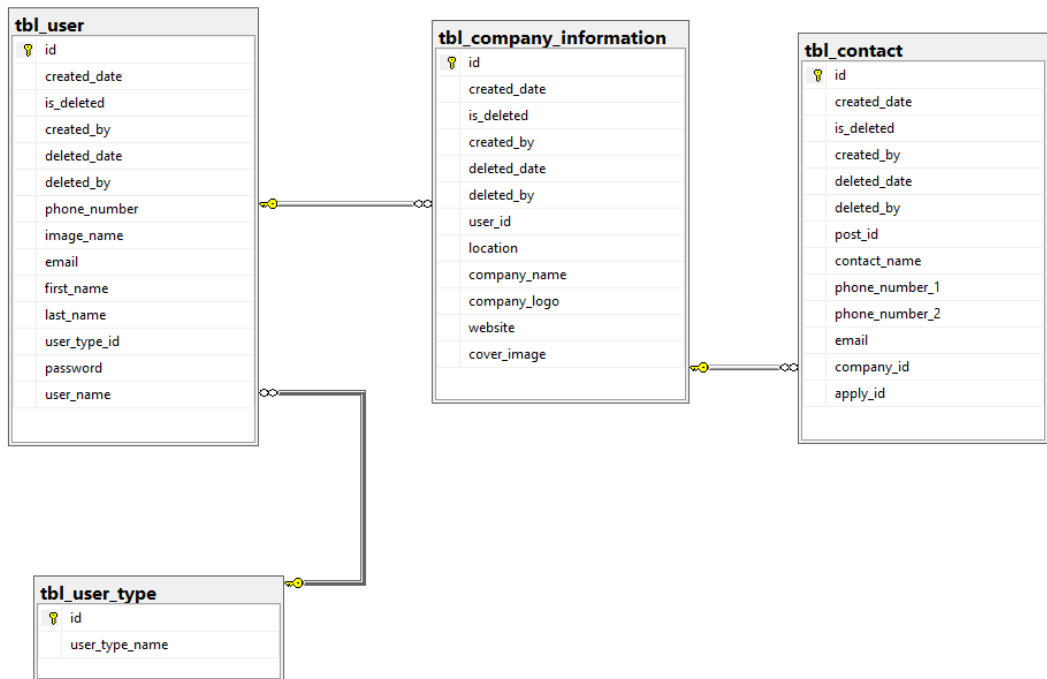 tbl_user
id
created_date
is_deleted
created_by
deleted_date
deleted_by
phone_number
image_name
email
first_name
last_name
user_type_id
password
user_name
tbl_company_information
id
created_date
is_deleted
created_by
deleted_date
deleted_by
user_id
location
company_name
company_logo
website
cover_image
tbl_contact
id
created_date
is_deleted
created_by
deleted_date
deleted_by
post_id
contact_name
phone_number_1
phone_number_2
email
company_id
apply_id
tbl_user_type
id
user_type_name